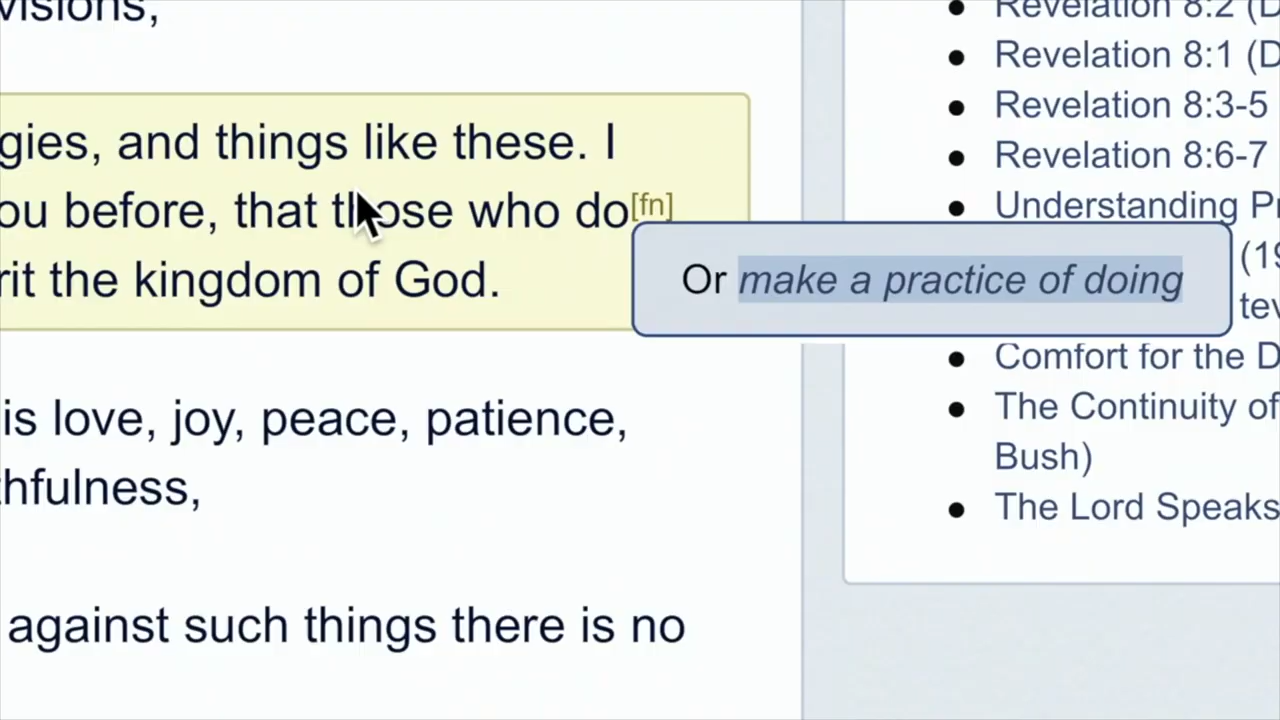 visions,
gies, and things like these. I
ou before, that those who do[fn]
rit the kingdom of God.
Or make a practice of doing
is love, joy, peace, patience,
thfulness,
against such things there is no
Revelation 8:2 (D
Revelation 8:1 (D
Revelation 8:3-5
Revelation 8:6-7
Understanding Pr
(19
tev
Comfort for the D
The Continuity of
Bush)
The Lord Speaks